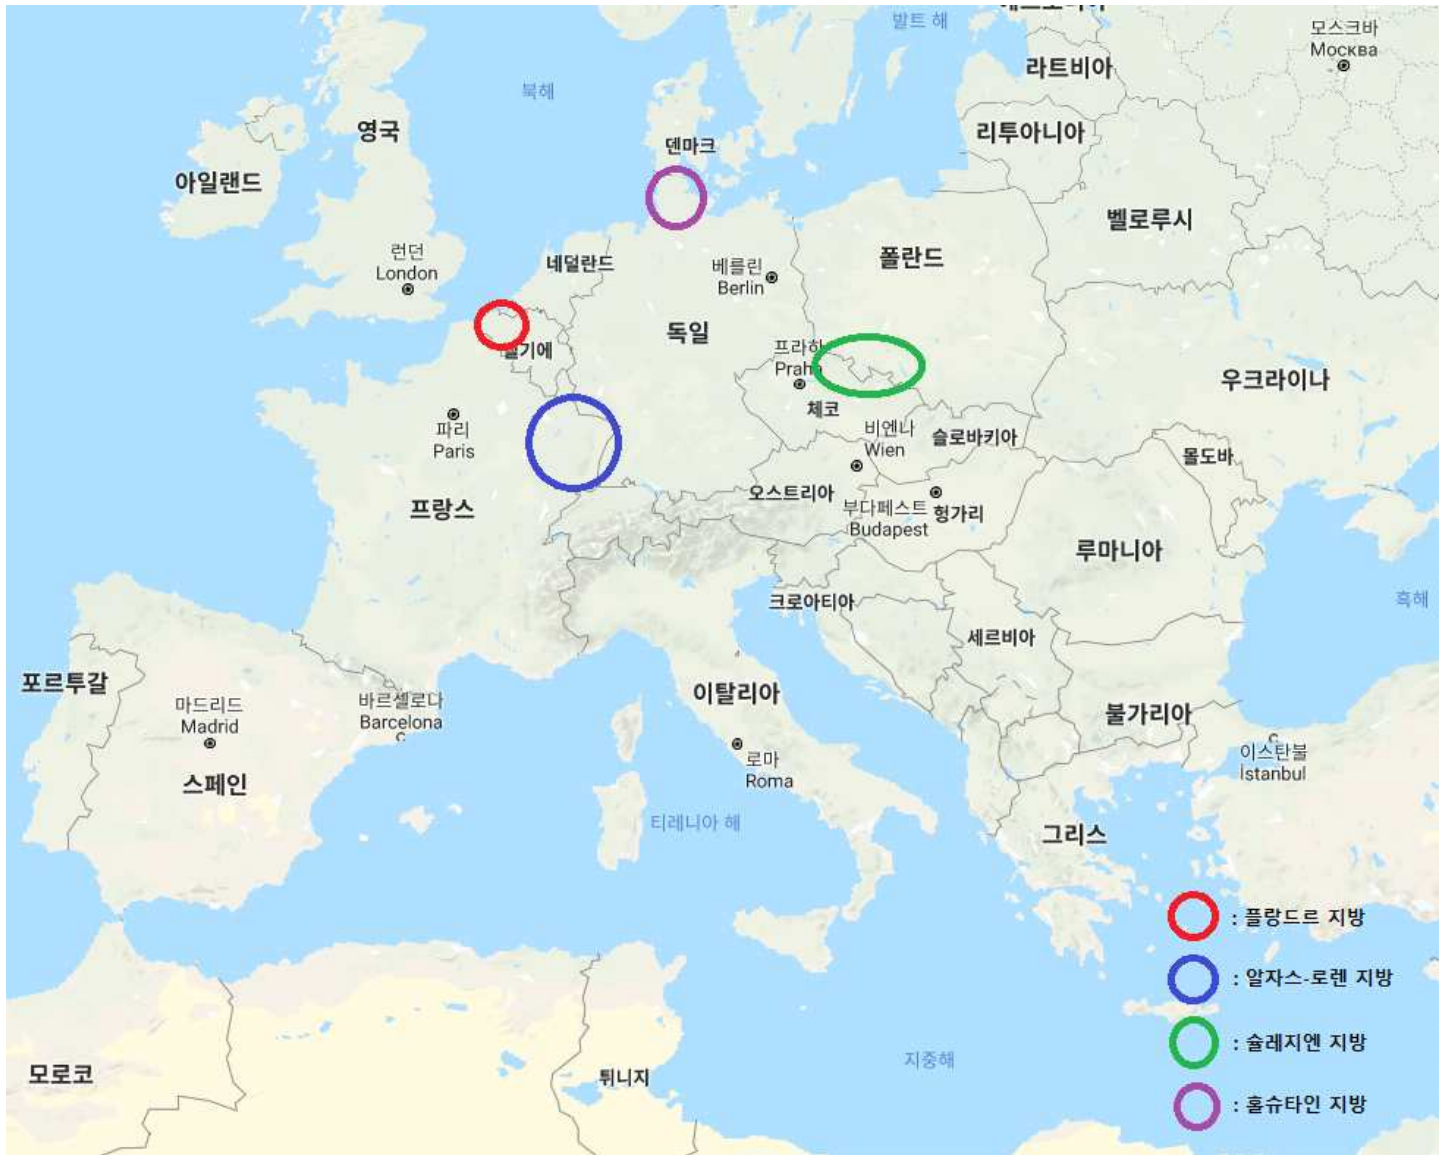 발트 해
모스크바
Москва
라트비아
북해
영국
리투아니아
덴마크
아일랜드
벨로루시
런던
London
네덜란드
베를린
Berlin
폴란드
독일
벨기에
프라하
Praha
체코
우크라이나
파리
Paris
비엔나
Wien
슬로바키아
몰도바
오스트리아
프랑스
부다페스트
Budapest
헝가리
루마니아
크로아티아
흑해
세르비아
포르투갈
마드리드
Madrid
바르셀로나
Barcelona
이탈리아
불가리아
스페인
로마
Roma
이스탄불
İstanbul
티레니아 해
그리스
: 플랑드르 지방
: 알자스-로렌 지방
: 슐레지엔 지방
: 홀슈타인 지방
지중해
모로코
튀니지